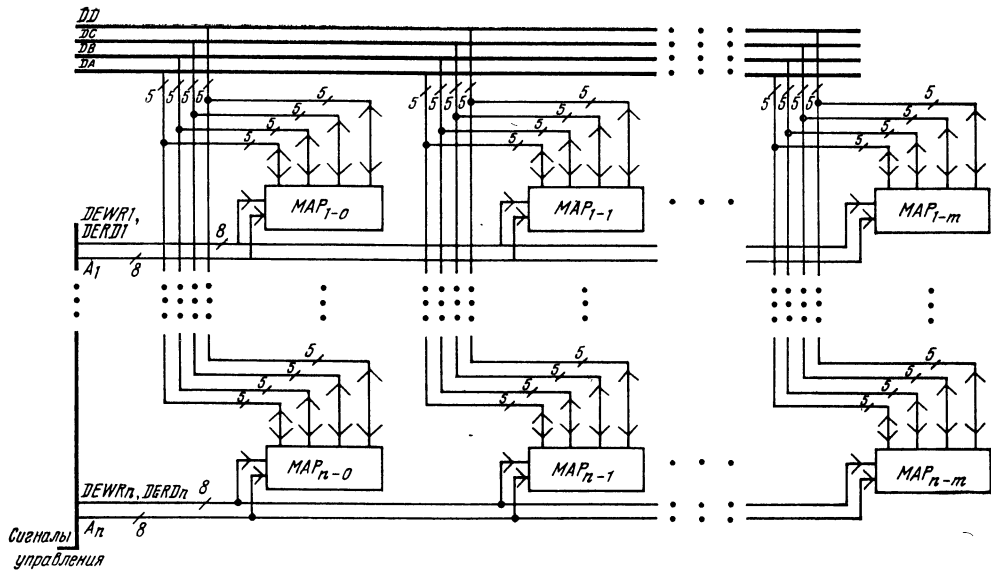 DD
DC
DB
DA
5 5 5 5 5 5 5 5
5 5 5 5 5 5 5 5
5 5 5 5 5 5 5 5
MAP1-0 MAP1-1 MAP1-m
DEWR1,
DERD1 8
A1 8
5 5 5
5 5 5
5 5 5
5 5 5
MAPn-0 MAPn-1 MAPn-m
DEWRn, DERDn 8
An 8
Сигналы
управления